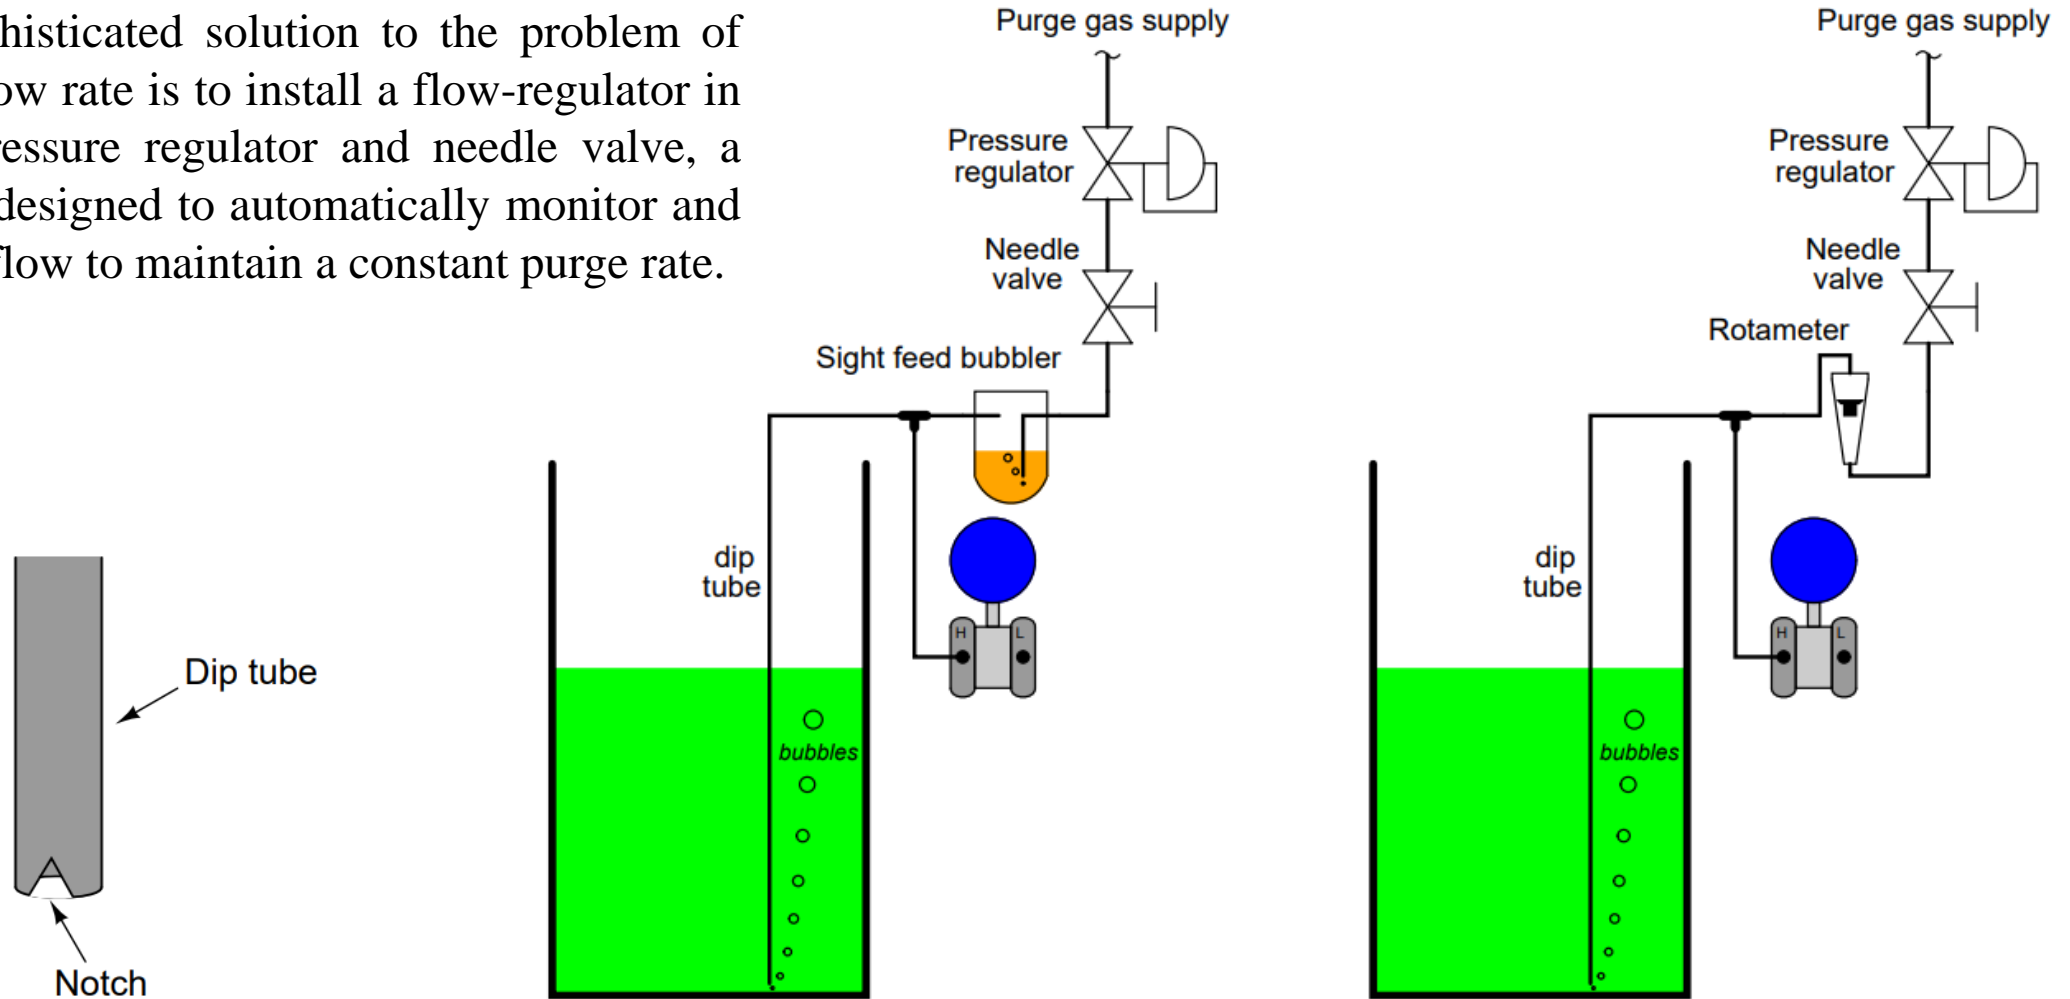 histicated solution to the problem of
ow rate is to install a flow-regulator in
essure regulator and needle valve, a
designed to automatically monitor and
flow to maintain a constant purge rate.
Dip tube
Notch
Purge gas supply
Pressure
regulator
Needle
valve
Sight feed bubbler
dip
tube
H
L
bubbles
Purge gas supply
Pressure
regulator
Needle
valve
Rotameter
dip
tube
H
L
bubbles